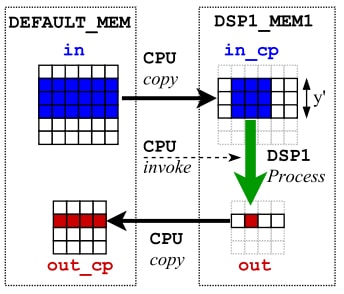 DEFAULT_MEM
DSP1_MEM1
in
CPU
copy
in_cp
y'
CPU
invoke
DSP1
Process
CPU
copy
out_cp
out